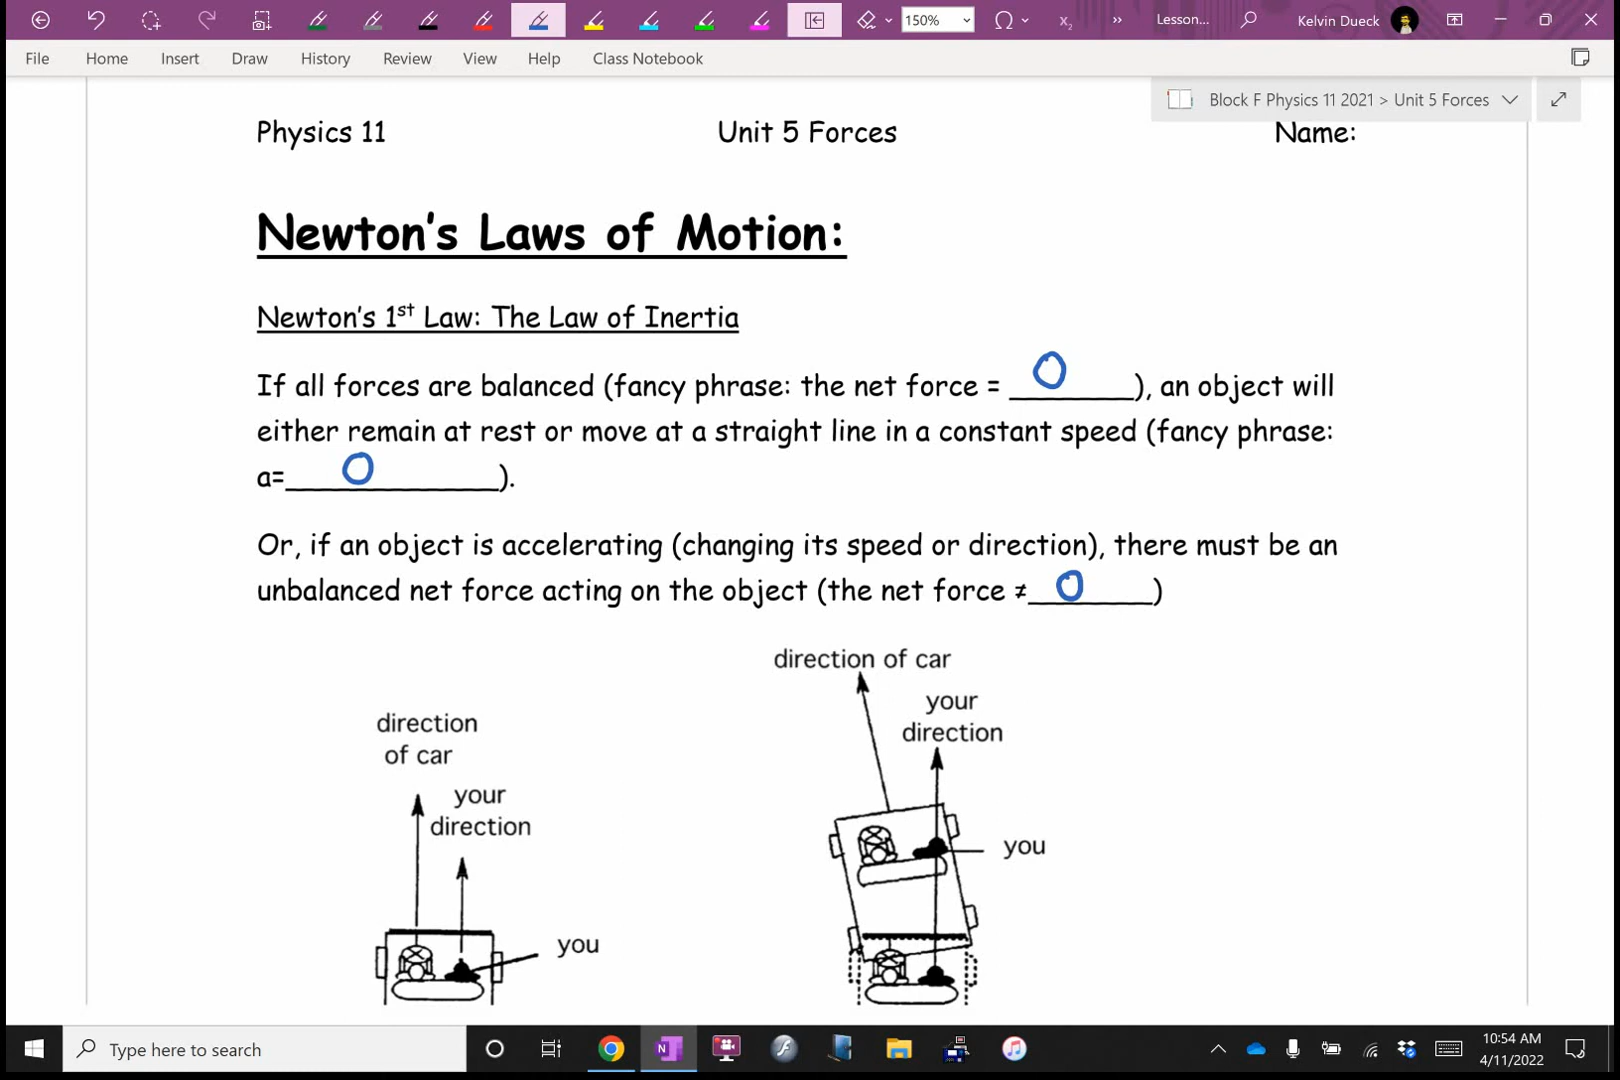 150%
Lesson...
Kelvin Dueck
File Home Insert Draw History Review View Help Class Notebook
Block F Physics 11 2021 > Unit 5 Forces
Physics 11 Unit 5 Forces Name:
Newton's Laws of Motion:
Newton's 1st Law: The Law of Inertia
If all forces are balanced (fancy phrase: the net force = ___0___), an object will
either remain at rest or move at a straight line in a constant speed (fancy phrase:
a=___0___).
Or, if an object is accelerating (changing its speed or direction), there must be an
unbalanced net force acting on the object (the net force ≠___0___)
direction
of car
your
direction
you
direction of car
your
direction
you
Type here to search
10:54 AM
4/11/2022